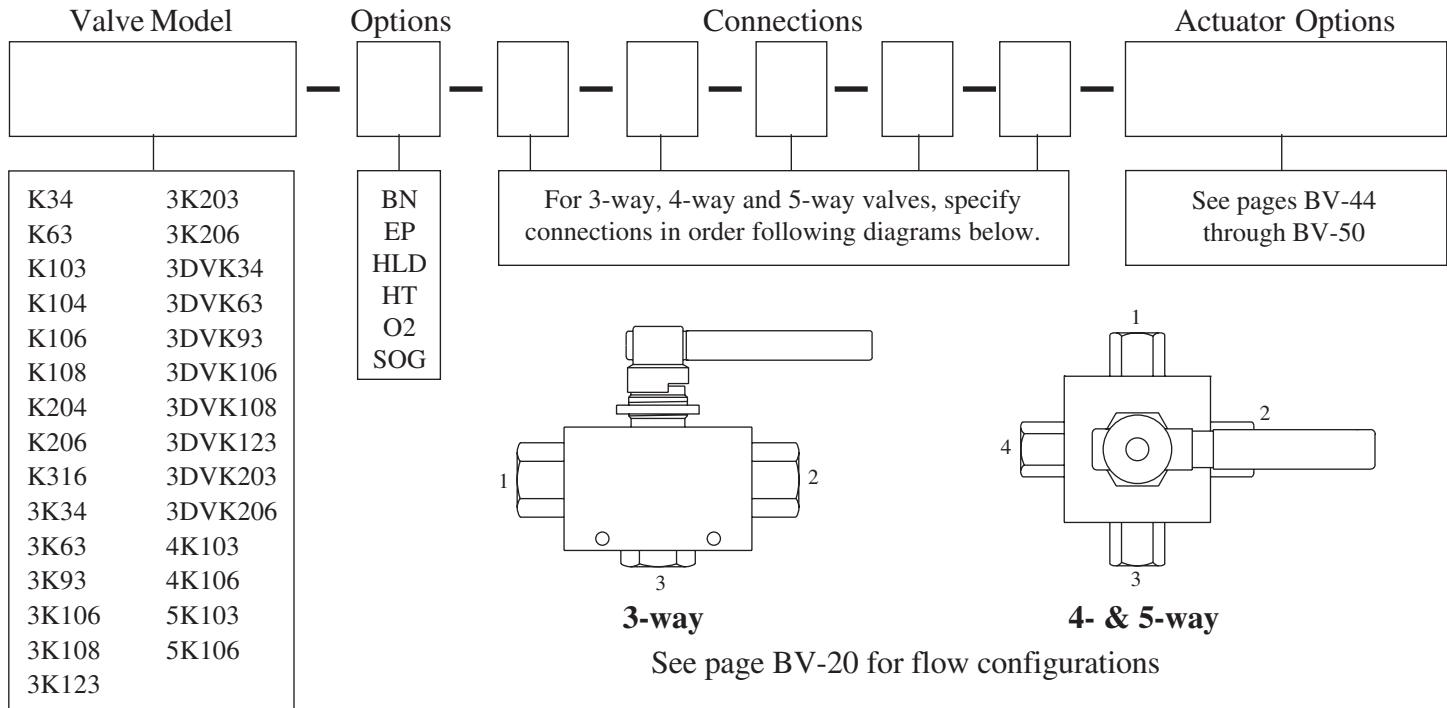 Valve Model
Options
Connections
Actuator Options
K34
K63
K103
K104
K106
K108
K204
K206
K316
3K34
3K63
3K93
3K106
3K108
3K123
3K203
3K206
3DVK34
3DVK63
3DVK93
3DVK106
3DVK108
3DVK123
3DVK203
3DVK206
4K103
4K106
5K103
5K106
BN
EP
HLD
HT
O2
SOG
For 3-way, 4-way and 5-way valves, specify
connections in order following diagrams below.
See pages BV-44
through BV-50
1
2
3
3-way
1
2
4
3
4- & 5-way
See page BV-20 for flow configurations